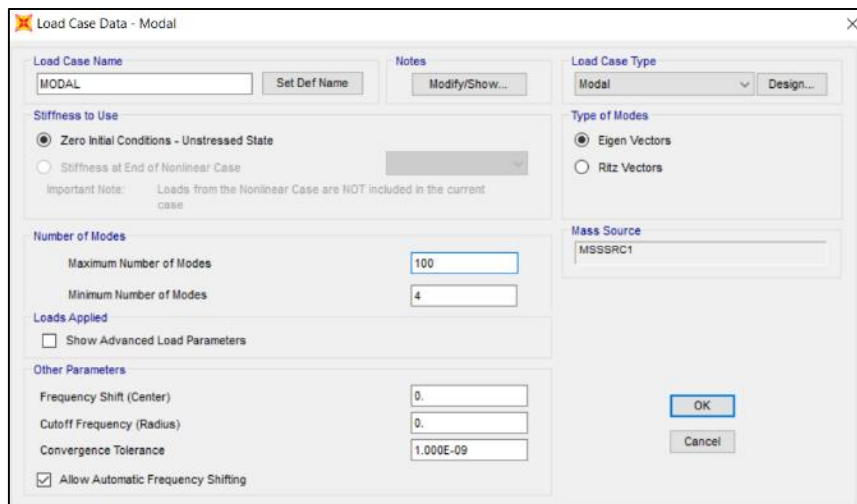 Load Case Data - Modal
Load Case Name
MODAL
Set Def Name
Notes
Modify/Show...
Load Case Type
Modal
Design...
Stiffness to Use
Zero Initial Conditions - Unstressed State
Stiffness at End of Nonlinear Case
Important Note: Loads from the Nonlinear Case are NOT included in the current
case
Type of Modes
Eigen Vectors
Ritz Vectors
Number of Modes
Maximum Number of Modes 100
Minimum Number of Modes 4
Mass Source
MSSSRC1
Loads Applied
Show Advanced Load Parameters
Other Parameters
Frequency Shift (Center) 0.
Cutoff Frequency (Radius) 0.
Convergence Tolerance 1.000E-09
Allow Automatic Frequency Shifting
OK
Cancel